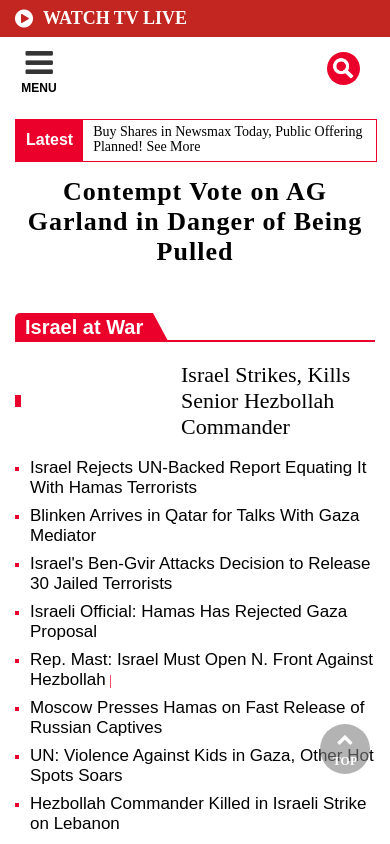 WATCH TV LIVE
MENU
Latest
Buy Shares in Newsmax Today, Public Offering
Planned! See More
Contempt Vote on AG
Garland in Danger of Being
Pulled
Israel at War
Israel Strikes, Kills
Senior Hezbollah
Commander
Israel Rejects UN-Backed Report Equating It
With Hamas Terrorists
Blinken Arrives in Qatar for Talks With Gaza
Mediator
Israel's Ben-Gvir Attacks Decision to Release
30 Jailed Terrorists
Israeli Official: Hamas Has Rejected Gaza
Proposal
Rep. Mast: Israel Must Open N. Front Against
Hezbollah |
Moscow Presses Hamas on Fast Release of
Russian Captives
UN: Violence Against Kids in Gaza, Other Hot
Spots Soars
TOP
Hezbollah Commander Killed in Israeli Strike
on Lebanon